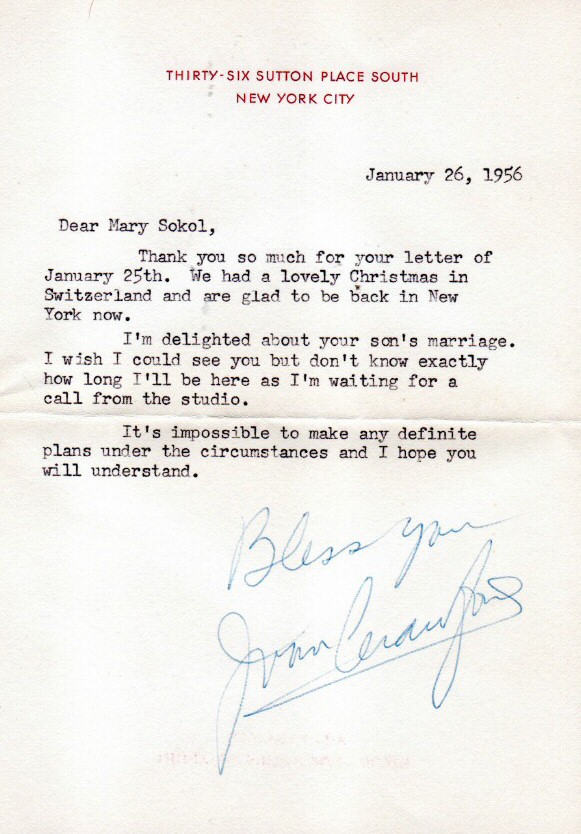 THIRTY-SIX SUTTON PLACE SOUTH
NEW YORK CITY
January 26, 1956
Dear Mary Sokol,
Thank you so much for your letter of
January 25th. We had a lovely Christmas in
Switzerland and are glad to be back in New
York now.
I'm delighted about your son's marriage.
I wish I could see you but don't know exactly
how long I'll be here as I'm waiting for a
call from the studio.
It's impossible to make any definite
plans under the circumstances and I hope you
will understand.
Bless you
Joan Crawford